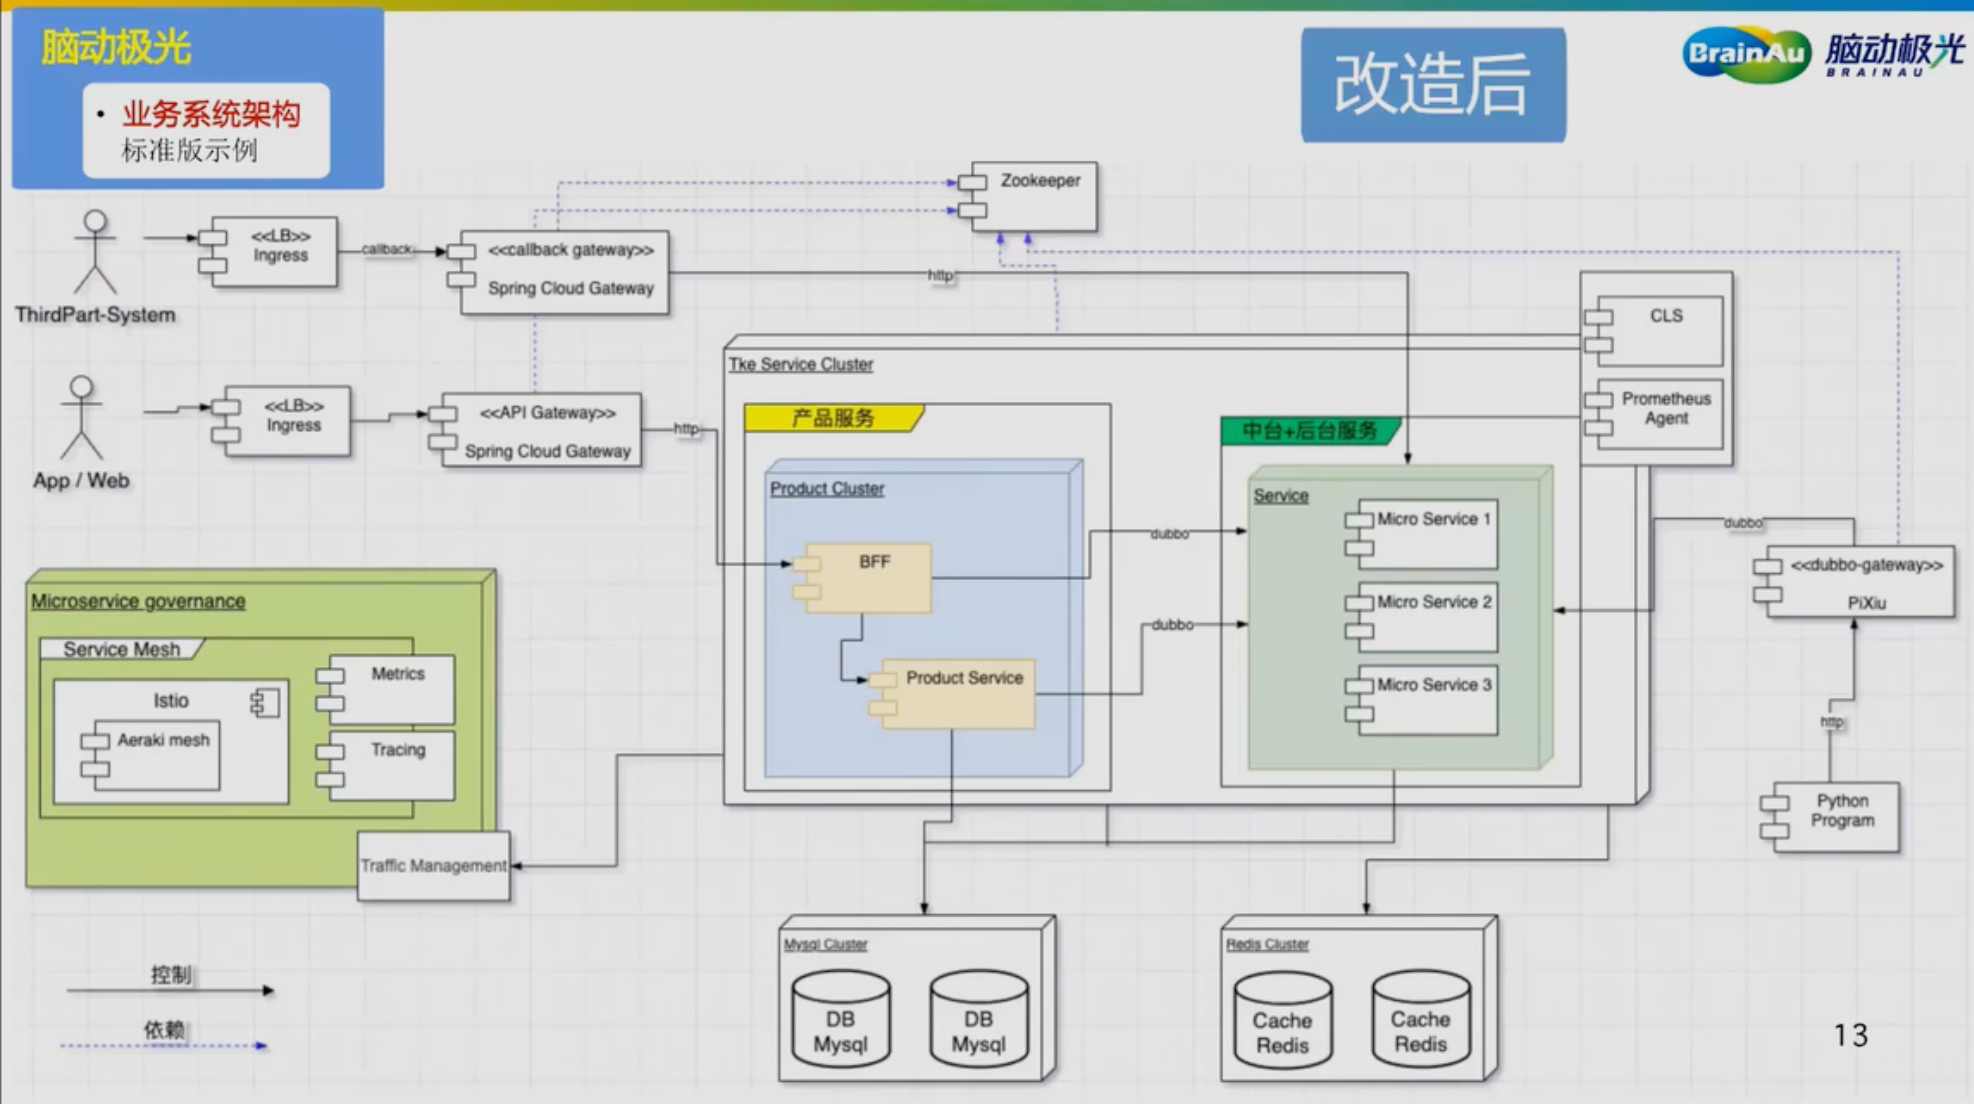 脑动极光
• 业务系统架构
标准版示例
改造后
BrainAu 脑动极光
BRAINAU
Zookeeper
<<LB>>
Ingress
callback
<<callback gateway>>
Spring Cloud Gateway
http
ThirdPart-System
CLS
Prometheus
Agent
Tke Service Cluster
<<LB>>
Ingress
<<API Gateway>>
Spring Cloud Gateway
http
App / Web
产品服务
中台+后台服务
Product Cluster
BFF
Product Service
dubbo
dubbo
Service
Micro Service 1
Micro Service 2
Micro Service 3
dubbo
<<dubbo-gateway>>
PiXiu
http
Python
Program
Microservice governance
Service Mesh
Istio
Aeraki mesh
Metrics
Tracing
Traffic Management
控制
依赖
Mysql Cluster
DB
Mysql
DB
Mysql
Redis Cluster
Cache
Redis
Cache
Redis
13